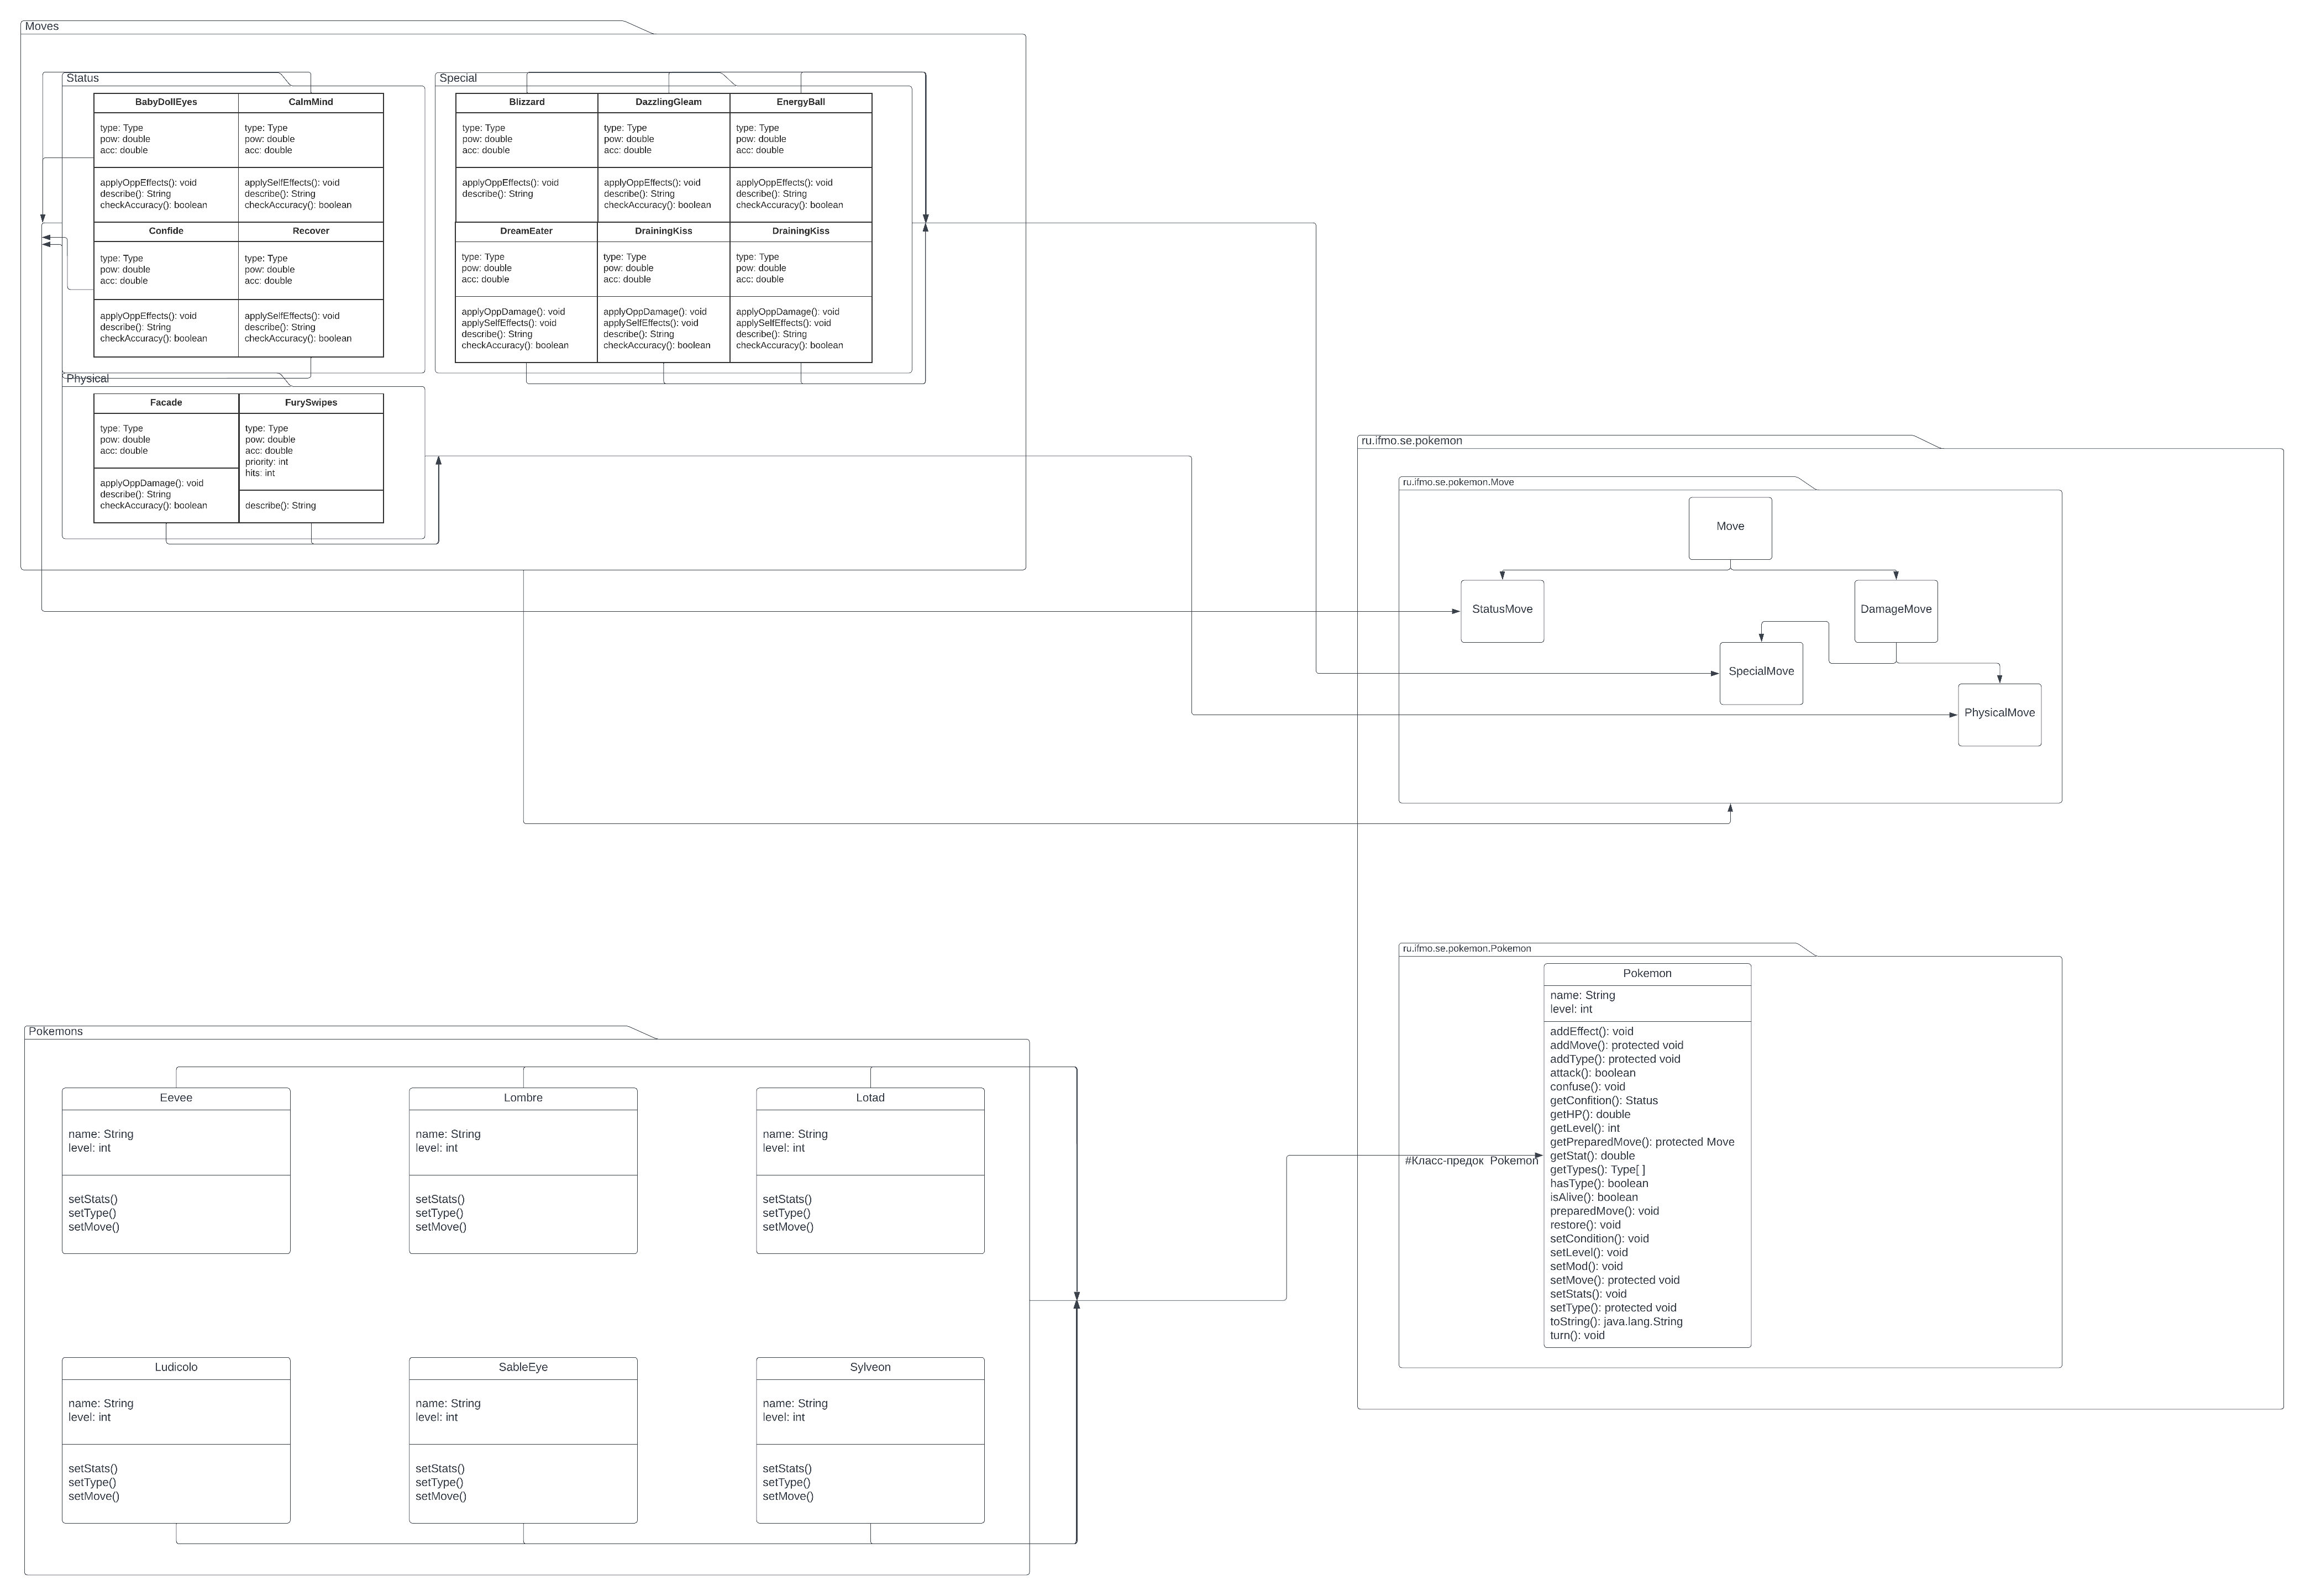 Moves
Status
BabyDollEyes
type: Type
pow: double
acc: double
applyOppEffects(): void
describe(): String
checkAccuracy(): boolean
CalmMind
type: Type
pow: double
acc: double
applySelfEffects(): void
describe(): String
checkAccuracy(): boolean
Confide
type: Type
pow: double
acc: double
applyOppEffects(): void
describe(): String
checkAccuracy(): boolean
Recover
type: Type
pow: double
acc: double
applySelfEffects(): void
describe(): String
checkAccuracy(): boolean
Special
Blizzard
type: Type
pow: double
acc: double
applyOppEffects(): void
describe(): String
DazzlingGleam
type: Type
pow: double
acc: double
applyOppEffects(): void
describe(): String
checkAccuracy(): boolean
EnergyBall
type: Type
pow: double
acc: double
applyOppEffects(): void
describe(): String
checkAccuracy(): boolean
DreamEater
type: Type
pow: double
acc: double
applyOppDamage(): void
applySelfEffects(): void
describe(): String
checkAccuracy(): boolean
DrainingKiss
type: Type
pow: double
acc: double
applyOppDamage(): void
applySelfEffects(): void
describe(): String
checkAccuracy(): boolean
DrainingKiss
type: Type
pow: double
acc: double
applyOppDamage(): void
applySelfEffects(): void
describe(): String
checkAccuracy(): boolean
Physical
Facade
type: Type
pow: double
acc: double
applyOppDamage(): void
describe(): String
checkAccuracy(): boolean
FurySwipes
type: Type
pow: double
acc: double
priority: int
hits: int
describe(): String
ru.ifmo.se.pokemon
ru.ifmo.se.pokemon.Move
Move
StatusMove
DamageMove
SpecialMove
PhysicalMove
ru.ifmo.se.pokemon.Pokemon
Pokemon
name: String
level: int
addEffect(): void
addMove(): protected void
addType(): protected void
attack(): boolean
confuse(): void
getConfition(): Status
getHP(): double
getLevel(): int
getPreparedMove(): protected Move
getStat(): double
getTypes(): Type[ ]
hasType(): boolean
isAlive(): boolean
preparedMove(): void
restore(): void
setCondition(): void
setLevel(): void
setMod(): void
setMove(): protected void
setStats(): void
setType(): protected void
toString(): java.lang.String
turn(): void
#Класс-предок Pokemon
Pokemons
Eevee
name: String
level: int
setStats()
setType()
setMove()
Lombre
name: String
level: int
setStats()
setType()
setMove()
Lotad
name: String
level: int
setStats()
setType()
setMove()
Ludicolo
name: String
level: int
setStats()
setType()
setMove()
SableEye
name: String
level: int
setStats()
setType()
setMove()
Sylveon
name: String
level: int
setStats()
setType()
setMove()